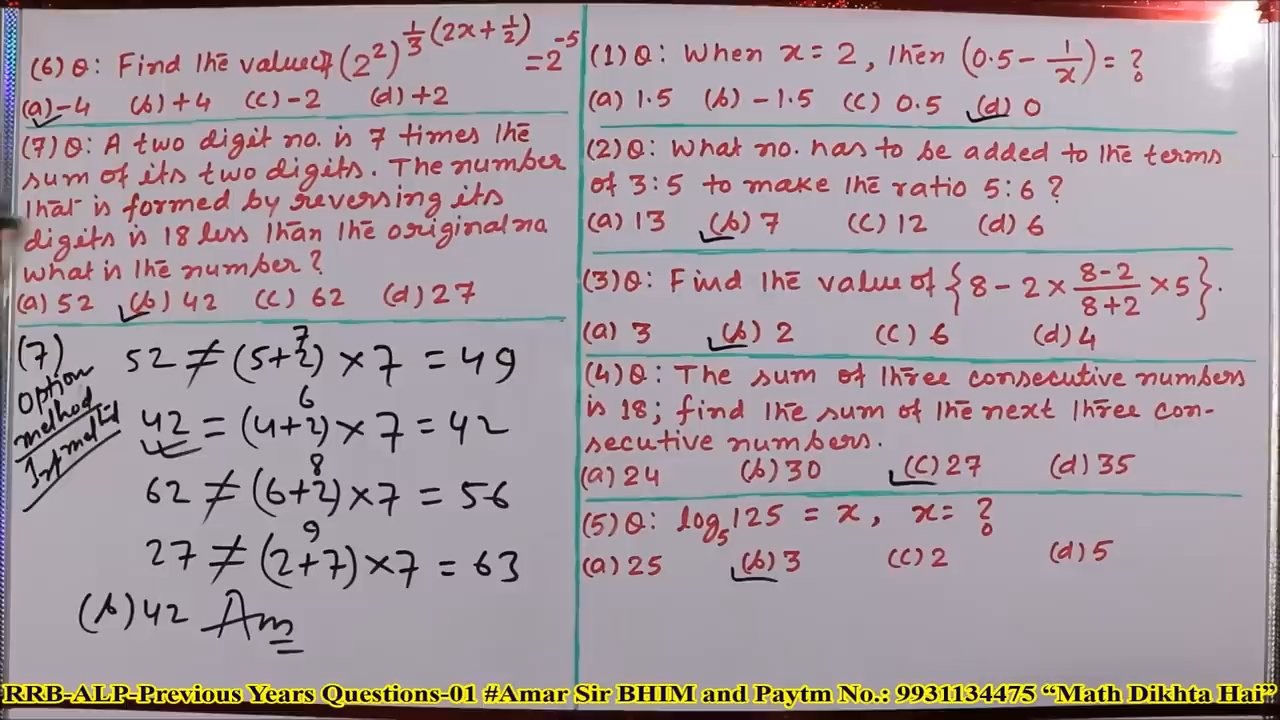 (6) Q: Find the value of (2²)^⅓(2x+½) = 2⁻⁵
(a) -4 (b) +4 (c) -2 (d) +2
(7) Q: A two digit no. is 7 times the
sum of its two digits. The number
that is formed by reversing its
digits is 18 less than the original no
what is the number?
(a) 52 (b) 42 (c) 62 (d) 27
(7)
option
method
52 ≠ (5+2) × 7 = 49
7
42 = (4+2) × 7 = 42
6
62 ≠ (6+2) × 7 = 56
8
27 ≠ (2+7) × 7 = 63
9
(b) 42 Ans
(1) Q: When x = 2, then (0.5 - 1/x) = ?
(a) 1.5 (b) -1.5 (c) 0.5 (d) 0
(2) Q: What no. has to be added to the terms
of 3:5 to make the ratio 5:6 ?
(a) 13 (b) 7 (c) 12 (d) 6
(3) Q: Find the value of {8 - 2 × (8-2)/(8+2) × 5}.
(a) 3 (b) 2 (c) 6 (d) 4
(4) Q: The sum of three consecutive numbers
is 18; find the sum of the next three con-
secutive numbers.
(a) 24 (b) 30 (c) 27 (d) 35
(5) Q: log₅125 = x, x = ?
(a) 25 (b) 3 (c) 2 (d) 5
RRB-ALP-Previous Years Questions-01 #Amar Sir BHIM and Paytm No.: 9931134475 “Math Dikhta Hai”